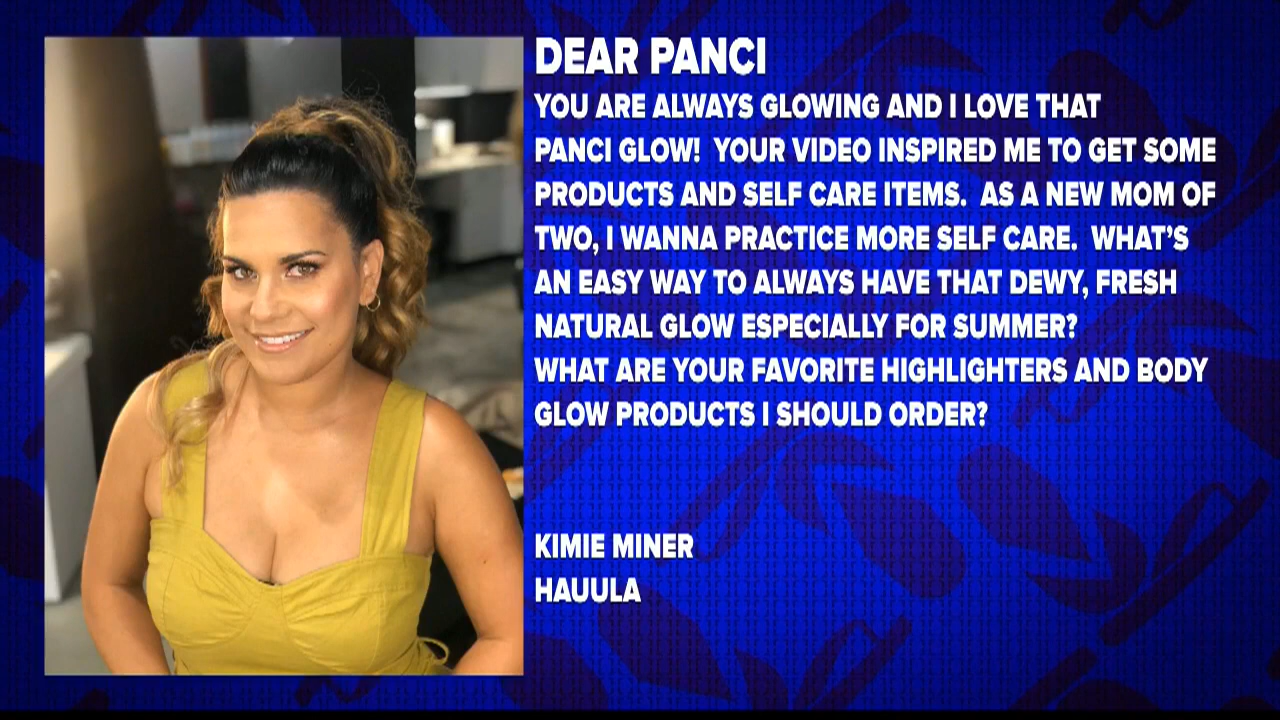 DEAR PANCI
YOU ARE ALWAYS GLOWING AND I LOVE THAT
PANCI GLOW!  YOUR VIDEO INSPIRED ME TO GET SOME
PRODUCTS AND SELF CARE ITEMS.  AS A NEW MOM OF
TWO, I WANNA PRACTICE MORE SELF CARE.  WHAT'S
AN EASY WAY TO ALWAYS HAVE THAT DEWY, FRESH
NATURAL GLOW ESPECIALLY FOR SUMMER?
WHAT ARE YOUR FAVORITE HIGHLIGHTERS AND BODY
GLOW PRODUCTS I SHOULD ORDER?
KIMIE MINER
HAUULA